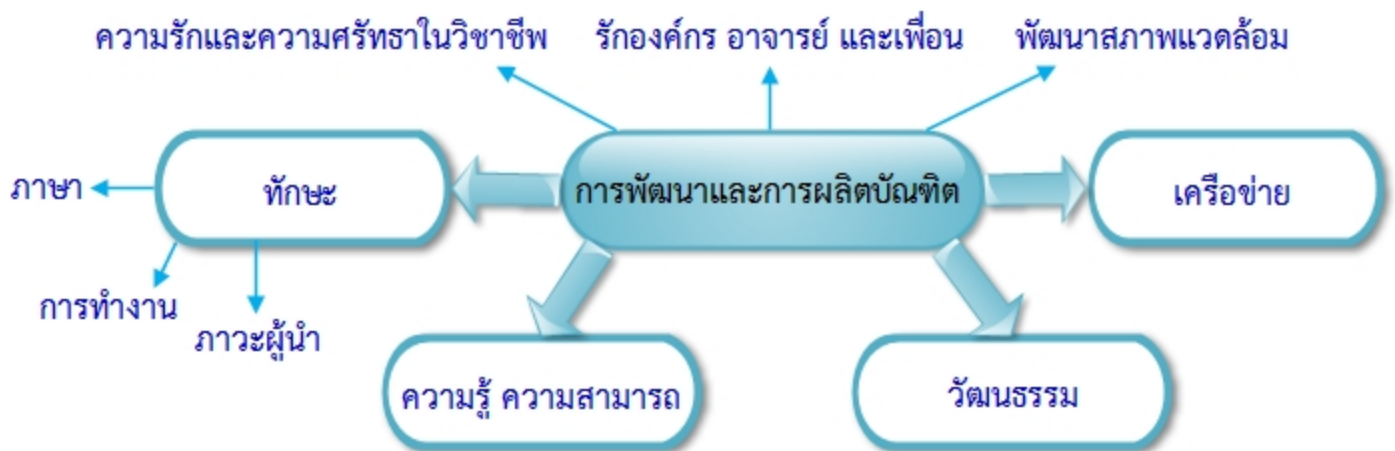 ความรักและความศรัทธาในวิชาชีพ
รักองค์กร อาจารย์ และเพื่อน
พัฒนาสภาพแวดล้อม
ภาษา
ทักษะ
การพัฒนาและการผลิตบัณฑิต
เครือข่าย
การทำงาน
ภาวะผู้นำ
ความรู้ ความสามารถ
วัฒนธรรม